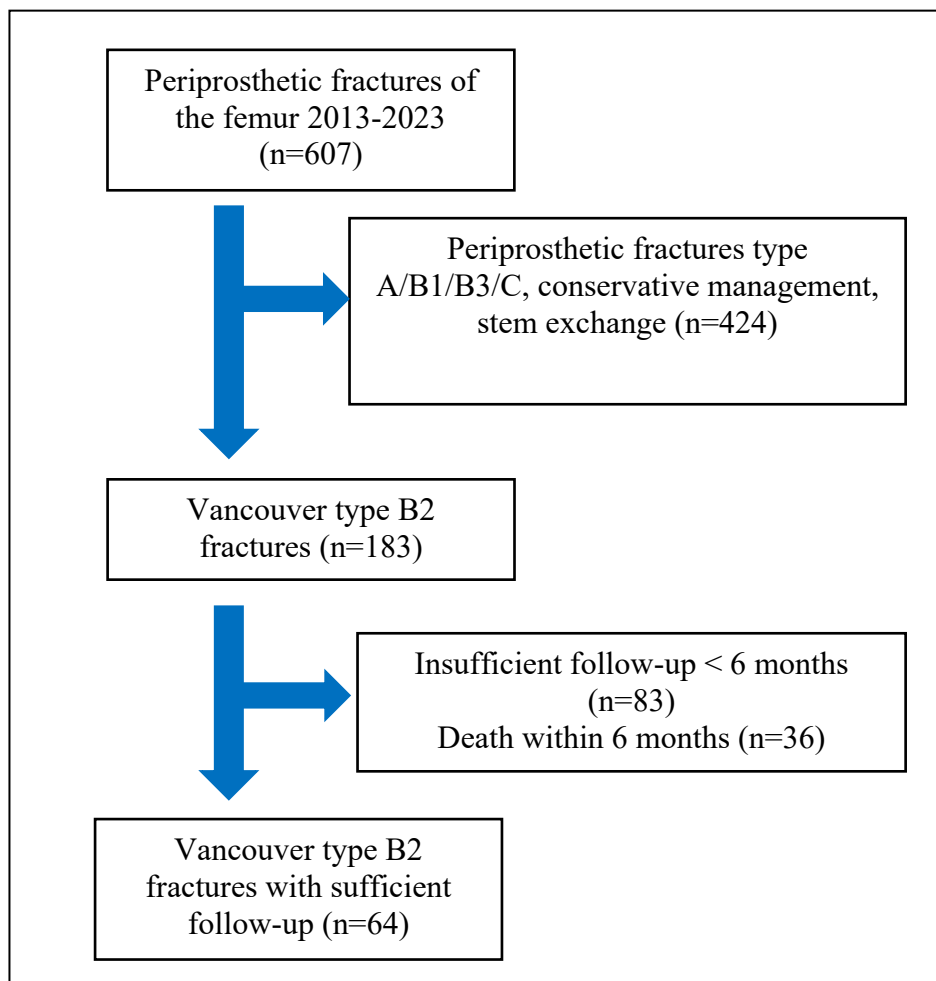 Periprosthetic fractures of
the femur 2013-2023
(n=607)
Periprosthetic fractures type
A/B1/B3/C, conservative management,
stem exchange (n=424)
Vancouver type B2
fractures (n=183)
Insufficient follow-up < 6 months
(n=83)
Death within 6 months (n=36)
Vancouver type B2
fractures with sufficient
follow-up (n=64)